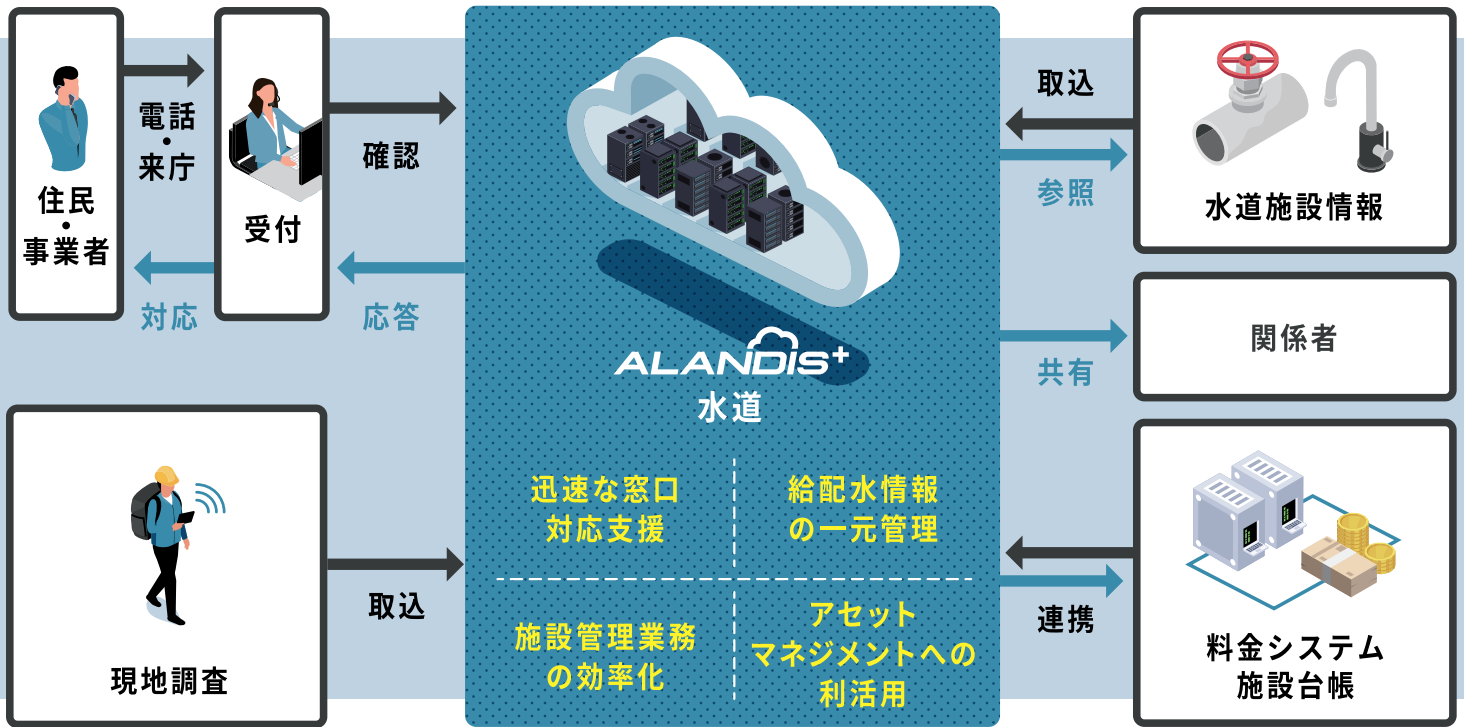 住民
・
事業者
電話
・
来庁
対応
受付
確認
応答
現地調査
取込
ALANDIS+
水道
迅速な窓口
対応支援
給配水情報
の一元管理
施設管理業務
の効率化
アセット
マネジメントへの
利活用
取込
参照
水道施設情報
共有
関係者
連携
料金システム
施設台帳